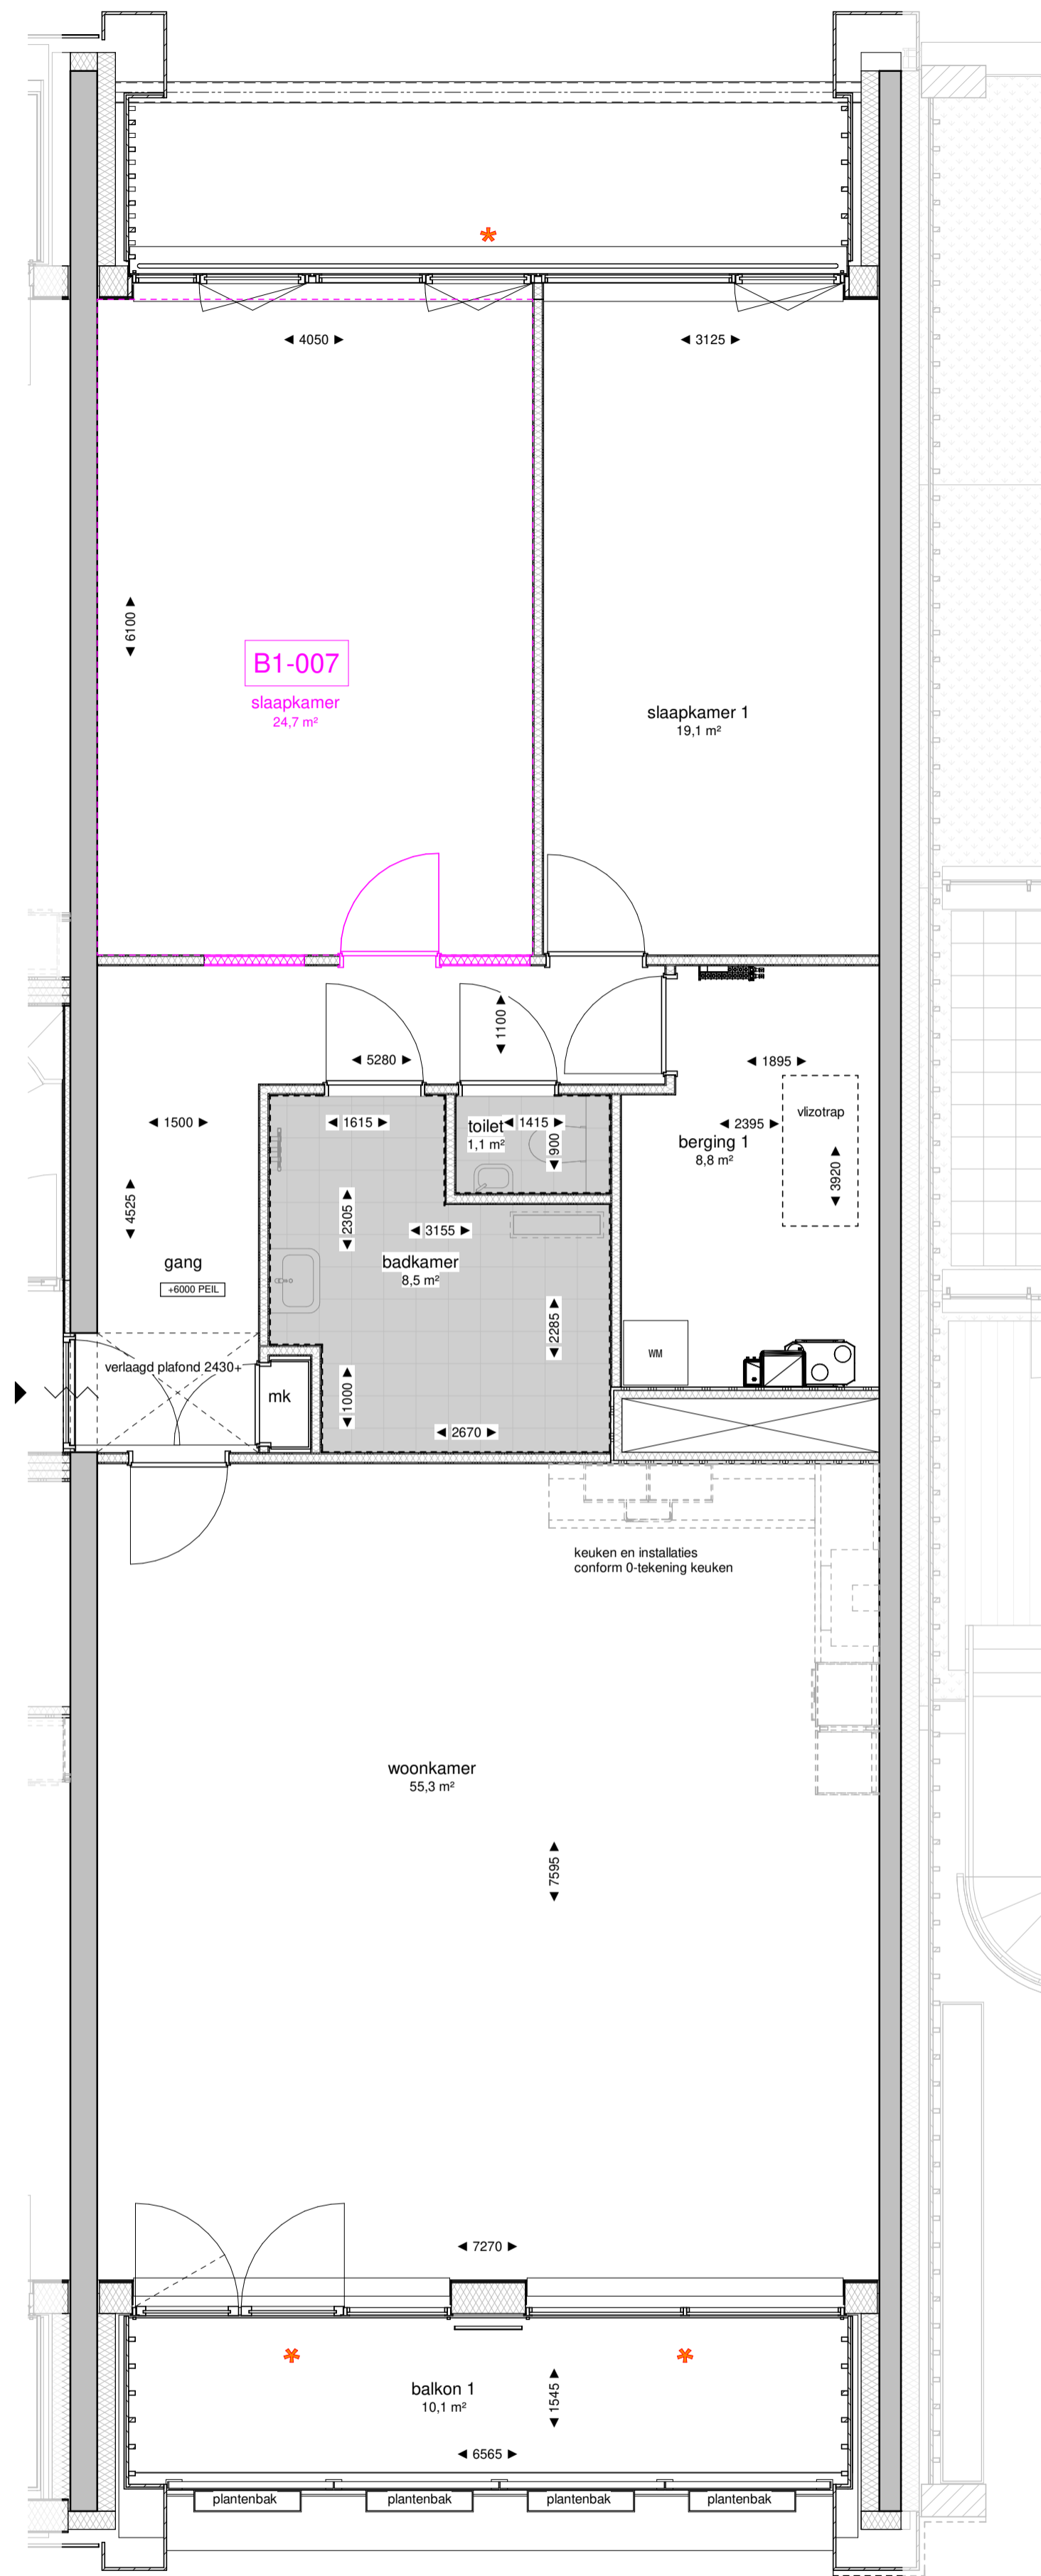 *
◄ 4050 ►
◄ 3125 ►
◄ 6100 ►
B1-007
slaapkamer
24,7 m²
slaapkamer 1
19,1 m²
◄ 1100 ►
◄ 5280 ►
◄ 1895 ►
vlizotrap
◄ 1500 ►
◄ 1615 ►
toilet
◄ 1415 ►
1,1 m²
◄ 900 ►
◄ 2395 ►
berging 1
8,8 m²
◄ 3920 ►
◄ 4525 ►
◄ 2305 ►
◄ 3155 ►
gang
+6000 PEIL
badkamer
8,5 m²
◄ 2285 ►
WM
verlaagd plafond 2430+
mk
◄ 1000 ►
◄ 2670 ►
keuken en installaties
conform 0-tekening keuken
woonkamer
55,3 m²
◄ 7595 ►
◄ 7270 ►
* *
balkon 1
10,1 m²
◄ 1545 ►
◄ 6565 ►
plantenbak plantenbak plantenbak plantenbak